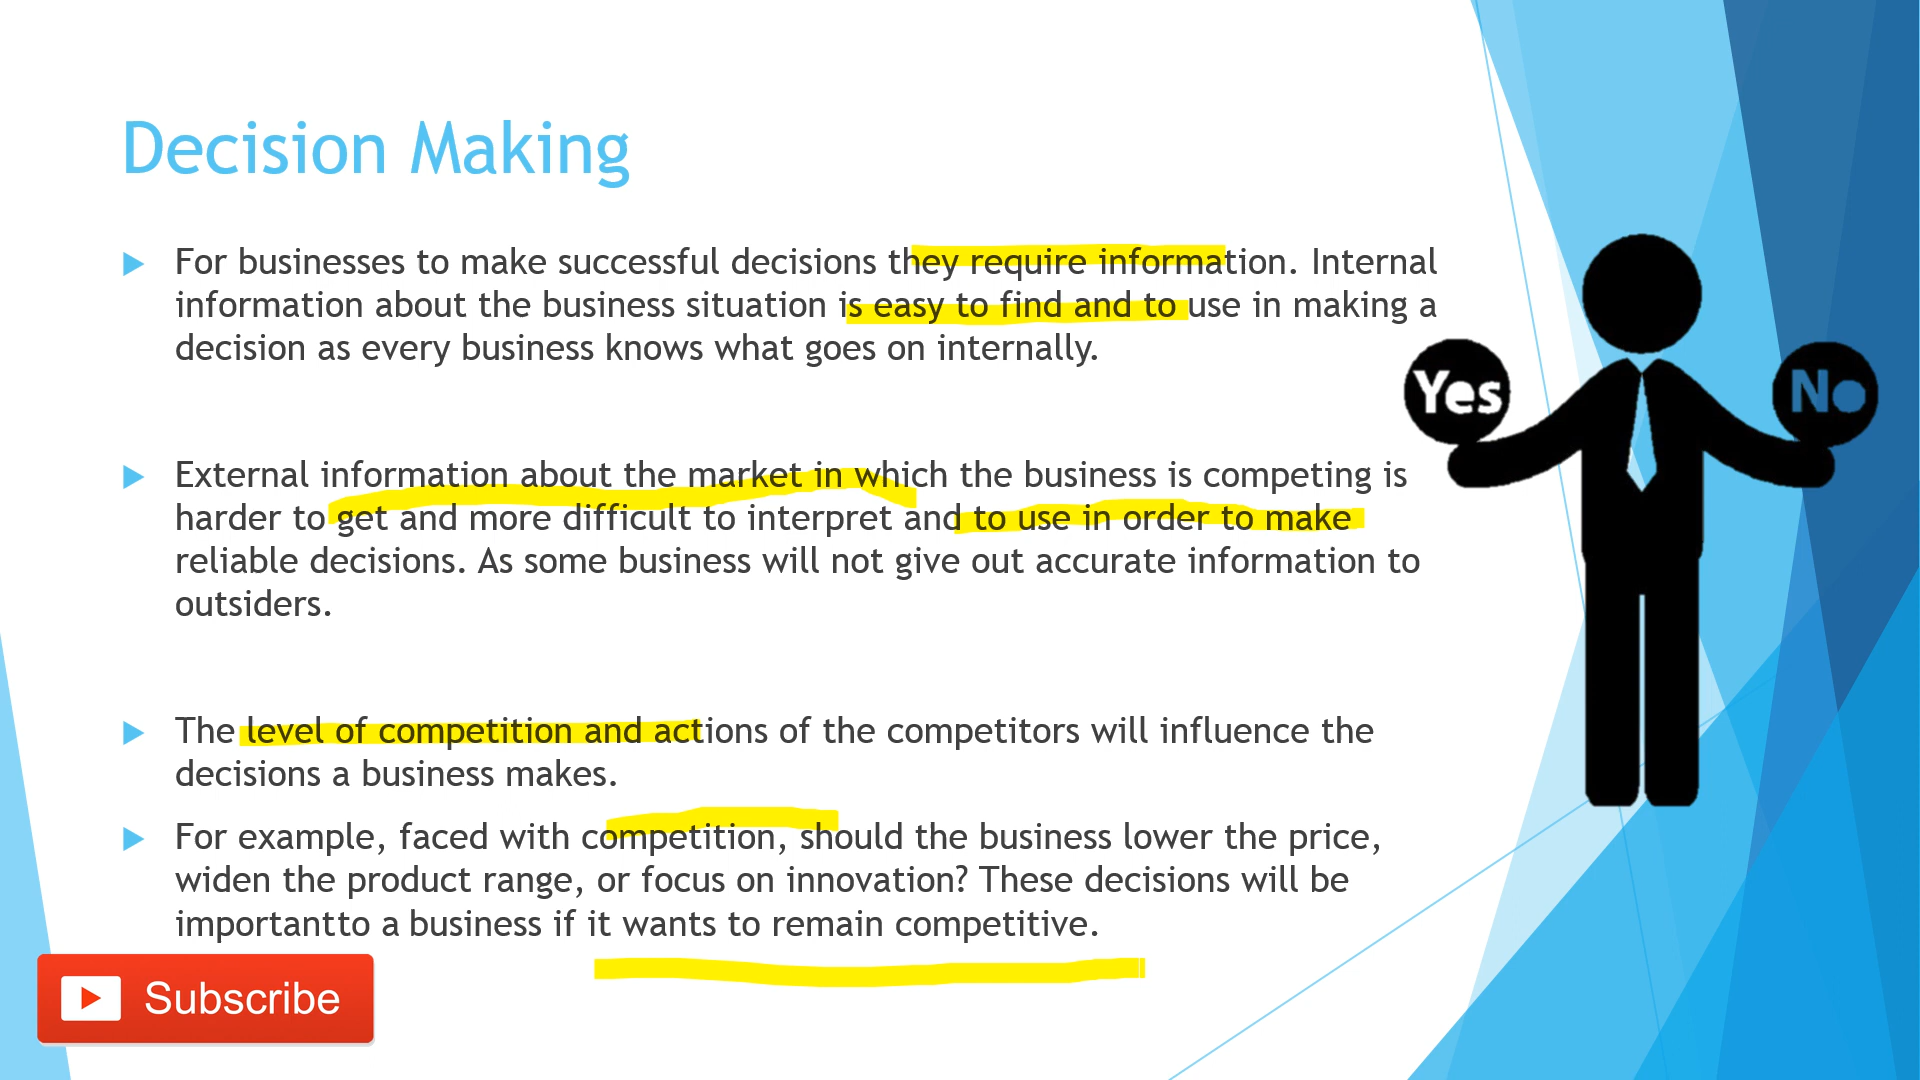 Decision Making
For businesses to make successful decisions they require information. Internal
information about the business situation is easy to find and to use in making a
decision as every business knows what goes on internally.
Yes
No
External information about the market in which the business is competing is
harder to get and more difficult to interpret and to use in order to make
reliable decisions. As some business will not give out accurate information to
outsiders.
The level of competition and actions of the competitors will influence the
decisions a business makes.
For example, faced with competition, should the business lower the price,
widen the product range, or focus on innovation? These decisions will be
importantto a business if it wants to remain competitive.
Subscribe